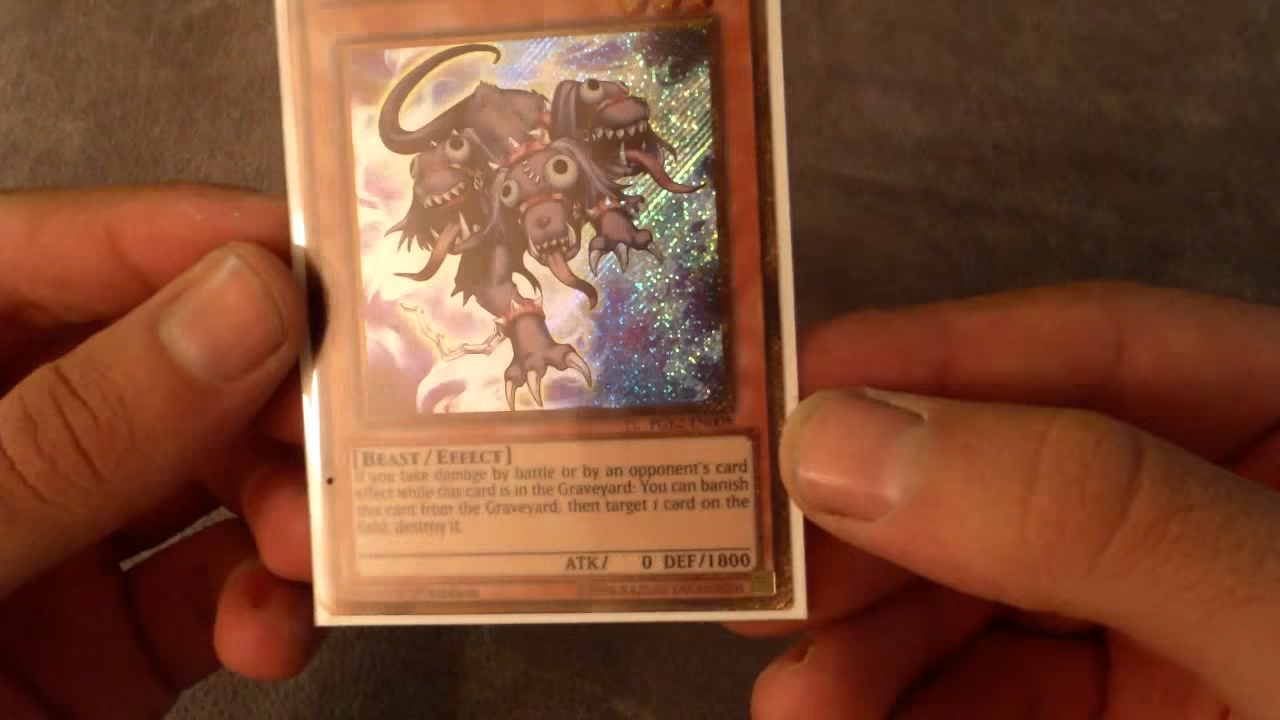 [BEAST/EFFECT]
If you take damage by battle or by an opponent's card
effect while this card is in the Graveyard: You can banish
this card from the Graveyard, then target 1 card on the
field; destroy it.
ATK/ 0 DEF/1800